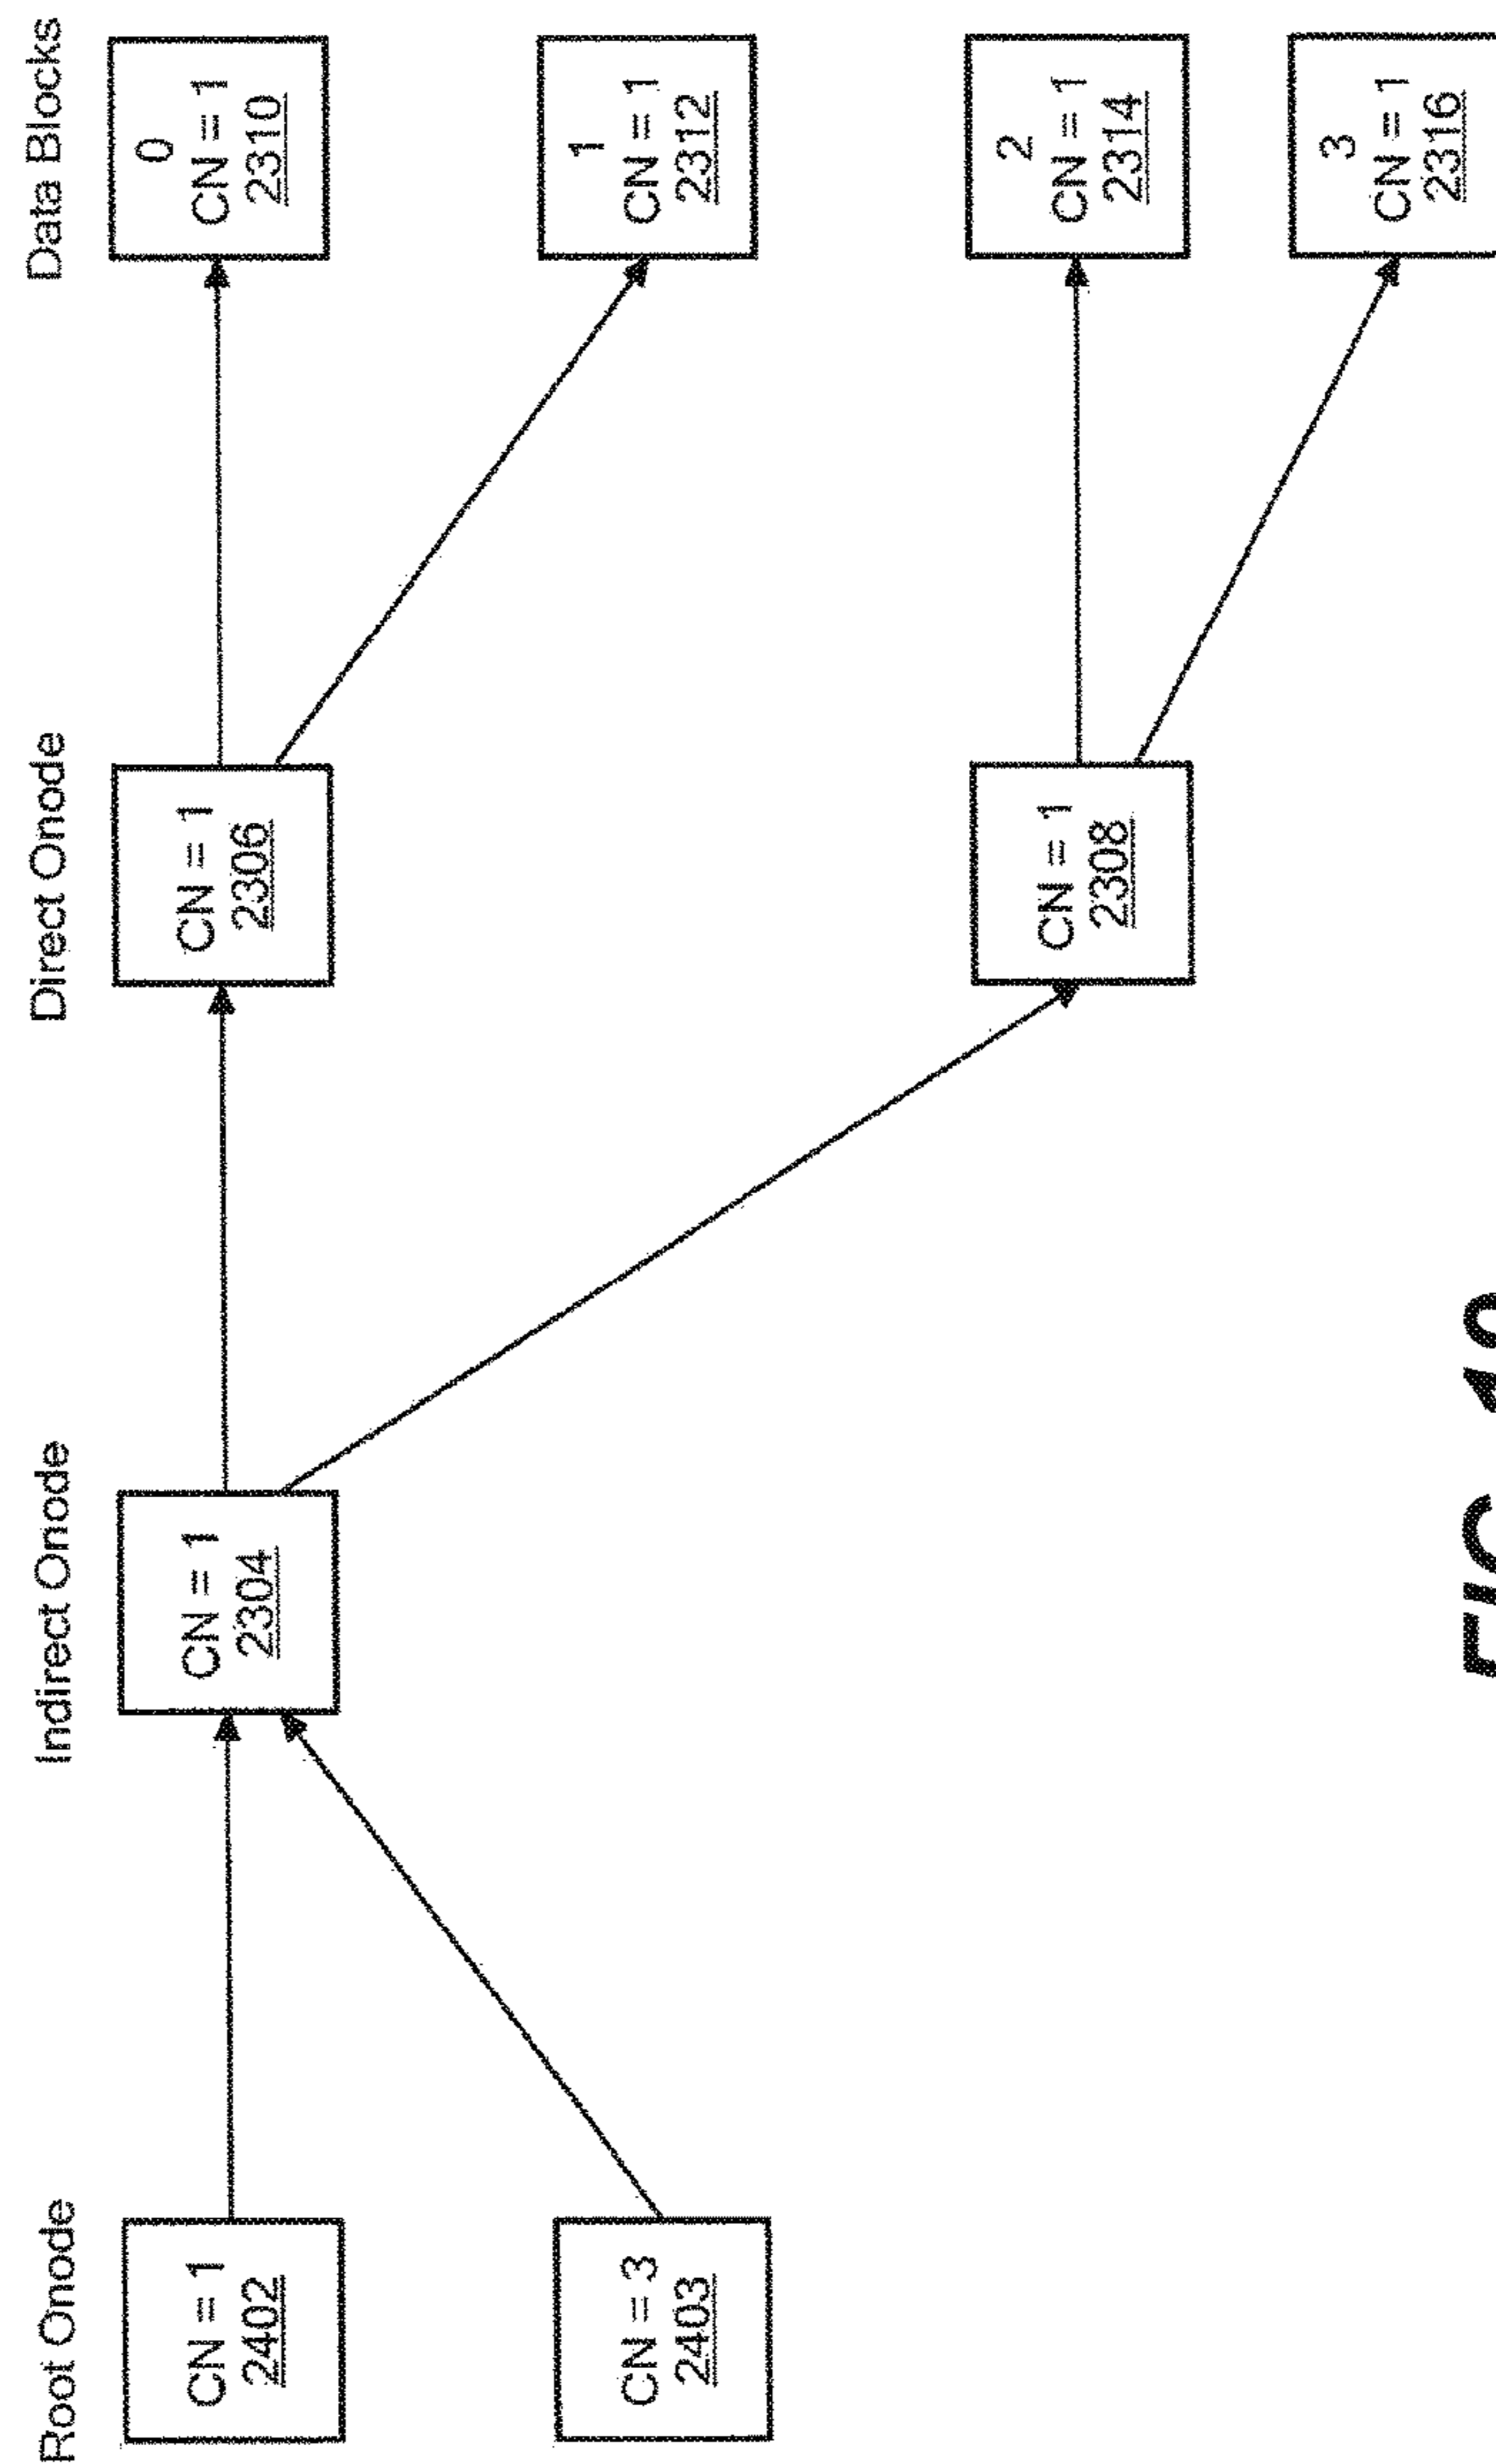 Root Onode
Indirect Onode
Direct Onode
Data Blocks
CN = 1
2402
CN = 1
2304
CN = 1
2306
0
CN = 1
2310
CN = 3
2403
1
CN = 1
2312
CN = 1
2308
2
CN = 1
2314
3
CN = 1
2316
FIG